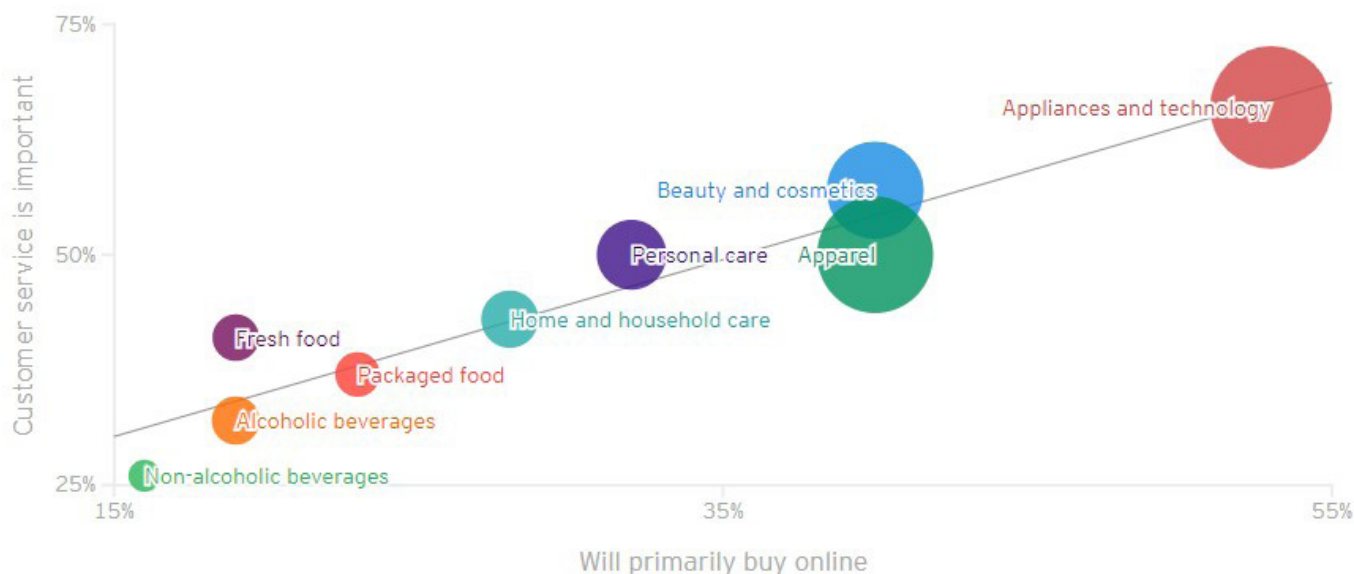 75%
Customer service is important
Appliances and technology
Beauty and cosmetics
50%
Personal care
Apparel
Home and household care
Fresh food
Packaged food
Alcoholic beverages
Non-alcoholic beverages
25%
15%
35%
55%
Will primarily buy online